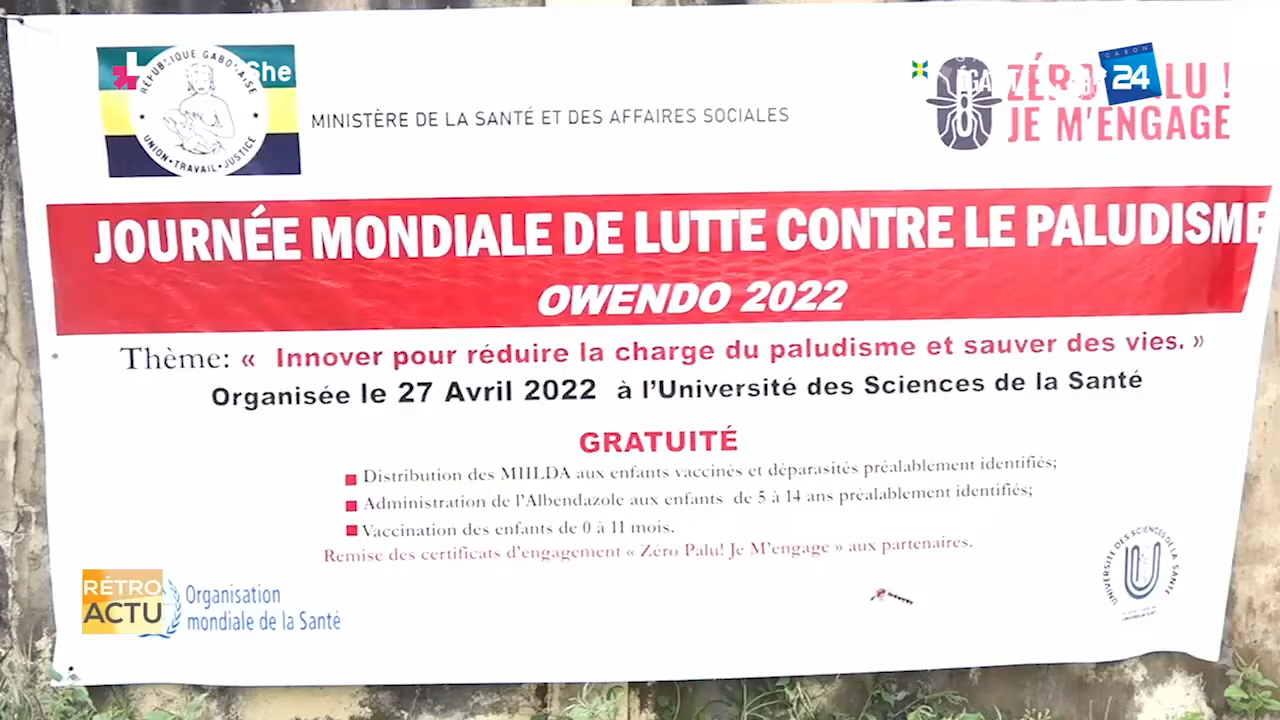 RÉPUBLIQUE GABONAISE
UNION • TRAVAIL • JUSTICE
She
MINISTÈRE DE LA SANTÉ ET DES AFFAIRES SOCIALES
GABON
24
JE M'ENGAGE
JOURNÉE MONDIALE DE LUTTE CONTRE LE PALUDISME
OWENDO 2022
Thème: « Innover pour réduire la charge du paludisme et sauver des vies. »
Organisée le 27 Avril 2022 à l'Université des Sciences de la Santé
GRATUITÉ
Distribution des MIILDA aux enfants vaccinés et déparasités préalablement identifiés;
Administration de l'Albendazole aux enfants de 5 à 14 ans préalablement identifiés;
Vaccination des enfants de 0 à 11 mois.
Remise des certificats d'engagement « Zéro Palu! Je M'engage » aux partenaires.
RÉTRO
ACTU
Organisation
mondiale de la Santé
UNIVERSITÉ DES SCIENCES DE LA SANTÉ